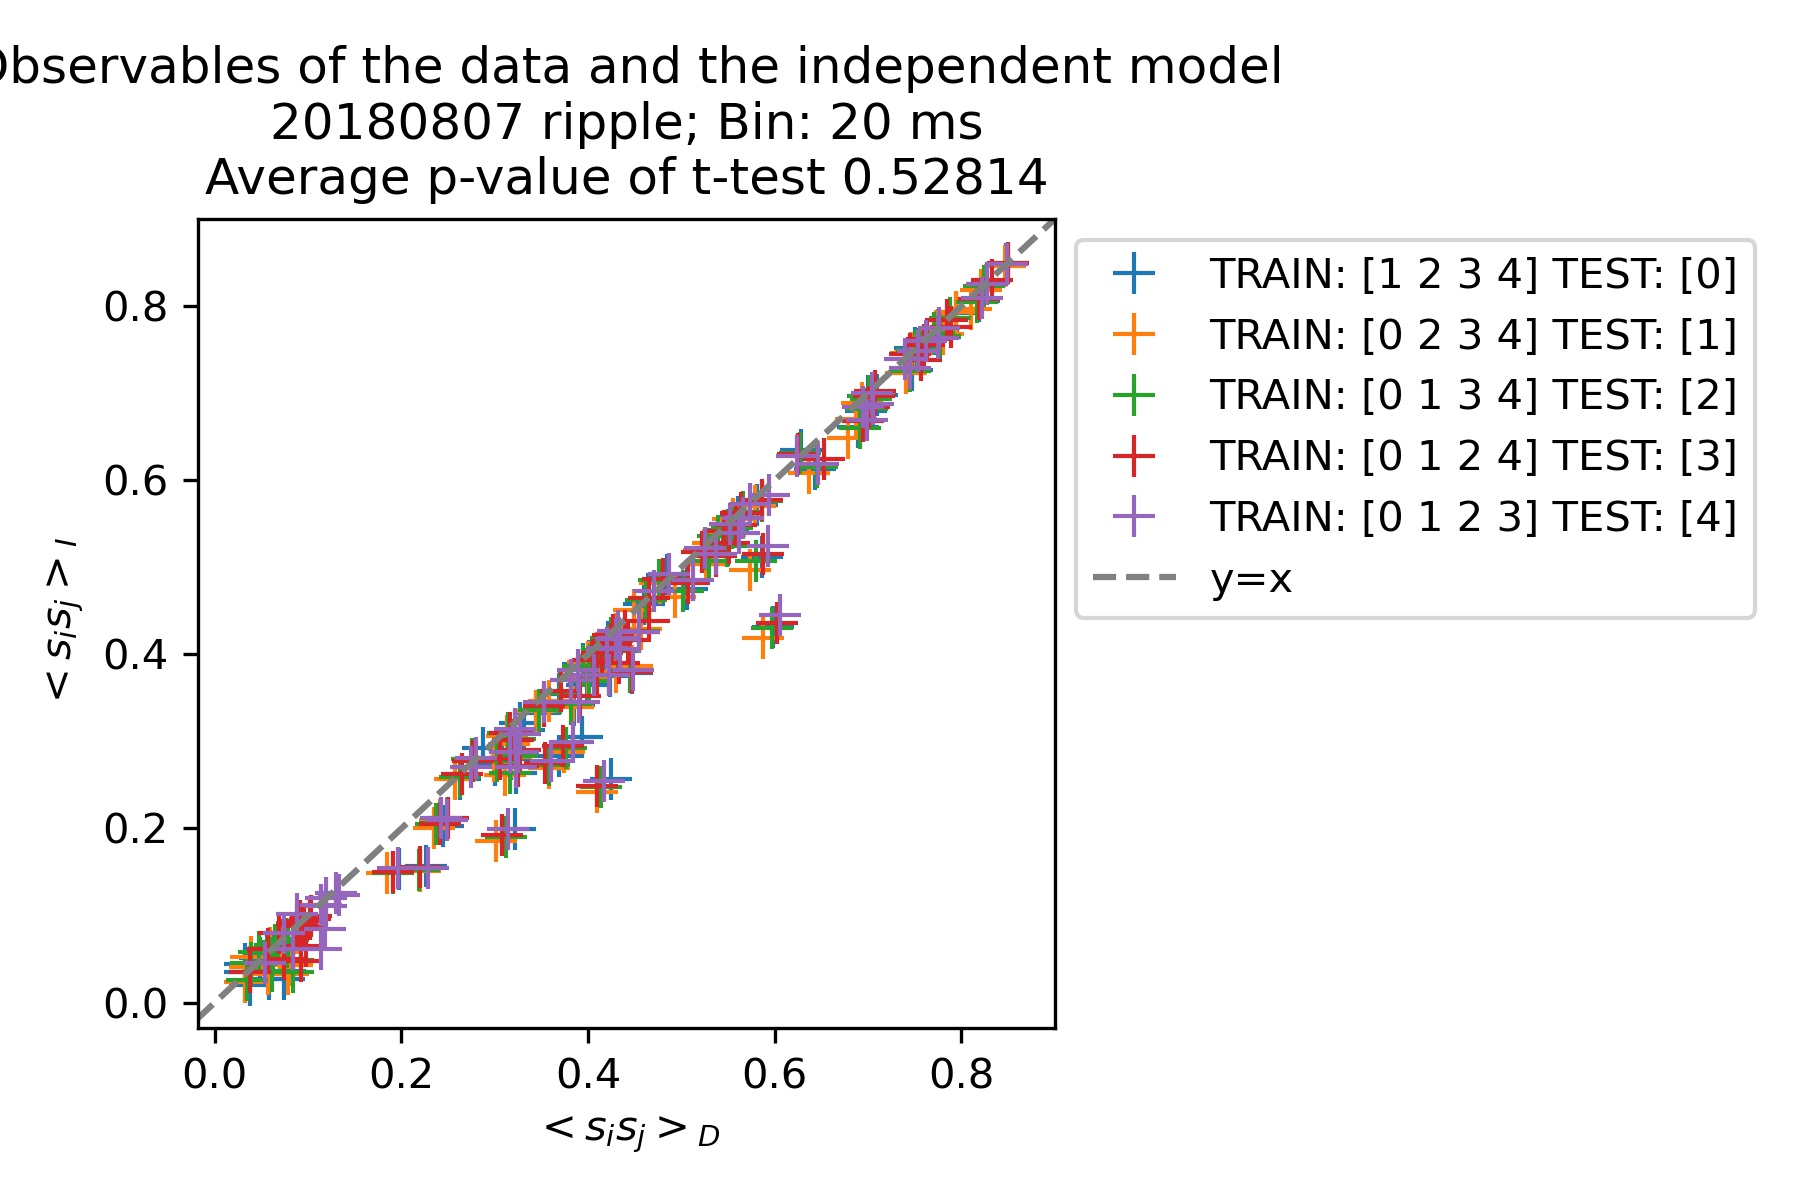 Observables of the data and the independent model
20180807 ripple; Bin: 20 ms
Average p-value of t-test 0.52814
TRAIN: [1 2 3 4] TEST: [0]
TRAIN: [0 2 3 4] TEST: [1]
TRAIN: [0 1 3 4] TEST: [2]
TRAIN: [0 1 2 4] TEST: [3]
TRAIN: [0 1 2 3] TEST: [4]
y=x
< s_i s_j >_I
0.8
0.6
0.4
0.2
0.0
0.0 0.2 0.4 0.6 0.8
< s_i s_j >_D